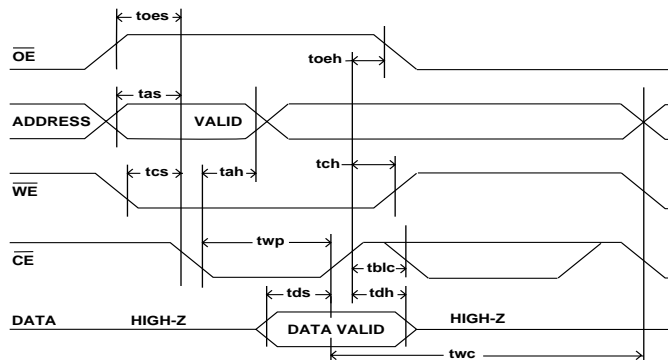 toes
OE
toeh
tas
ADDRESS VALID
tcs tah tch
WE
twp
CE
tblc
tds tdh
DATA HIGH-Z DATA VALID HIGH-Z
twc